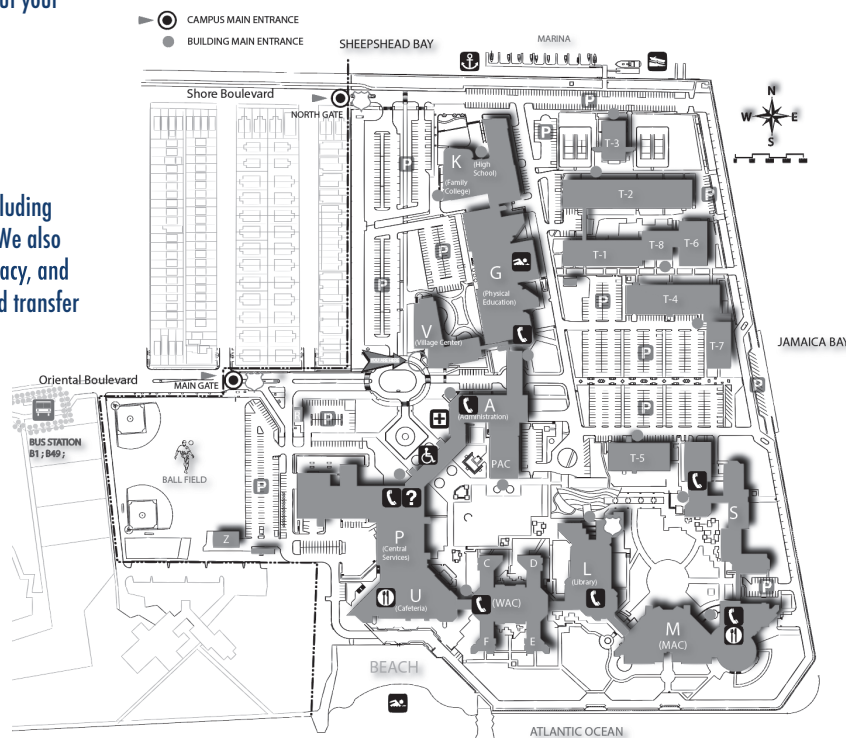 of your
luding
We also
acy, and
d transfer
CAMPUS MAIN ENTRANCE
BUILDING MAIN ENTRANCE
SHEEPSHEAD BAY
MARINA
Shore Boulevard
NORTH GATE
N
W E
S
P
P
P
K
(High
School)
(Family
College)
T-3
T-2
P
P
T-1
T-8
T-6
G
(Physical
Education)
P
P
T-4
V
(Village Center)
P
T-7
JAMAICA BAY
Oriental Boulevard
MAIN GATE
P
P
BUS STATION
B1 ; B49 ;
A
(Administration)
P
P
BALL FIELD
P
PAC
T-5
?
Z
P
(Central
Services)
S
U
(Cafeteria)
C
D
(WAC)
F
E
L
(Library)
P
M
(MAC)
BEACH
ATLANTIC OCEAN